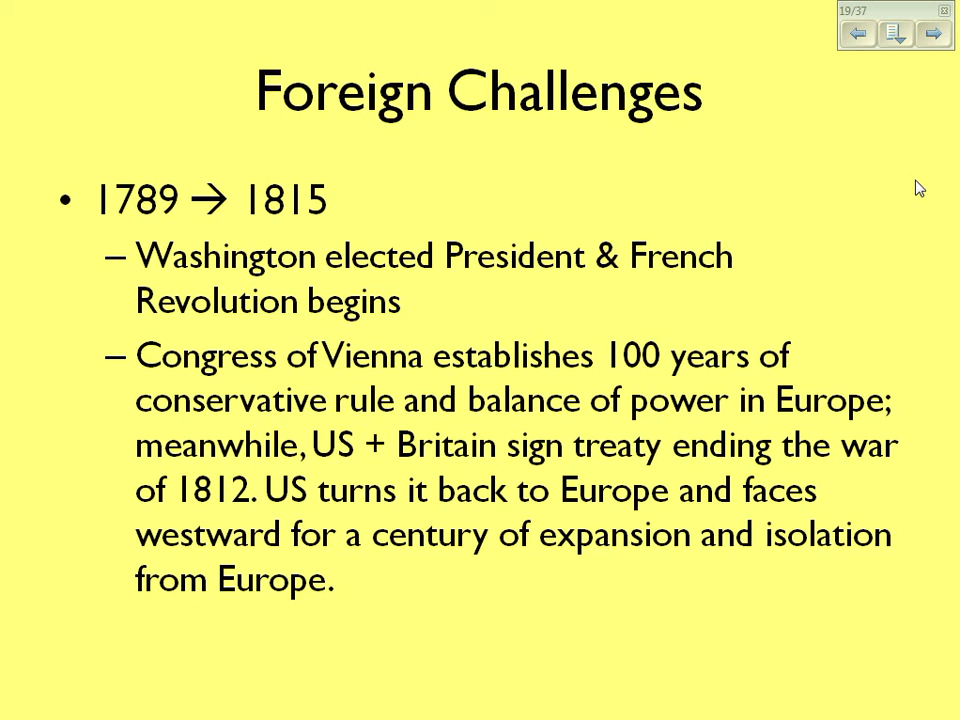 19/37
Foreign Challenges
• 1789 → 1815
– Washington elected President & French
Revolution begins
– Congress of Vienna establishes 100 years of
conservative rule and balance of power in Europe;
meanwhile, US + Britain sign treaty ending the war
of 1812. US turns it back to Europe and faces
westward for a century of expansion and isolation
from Europe.